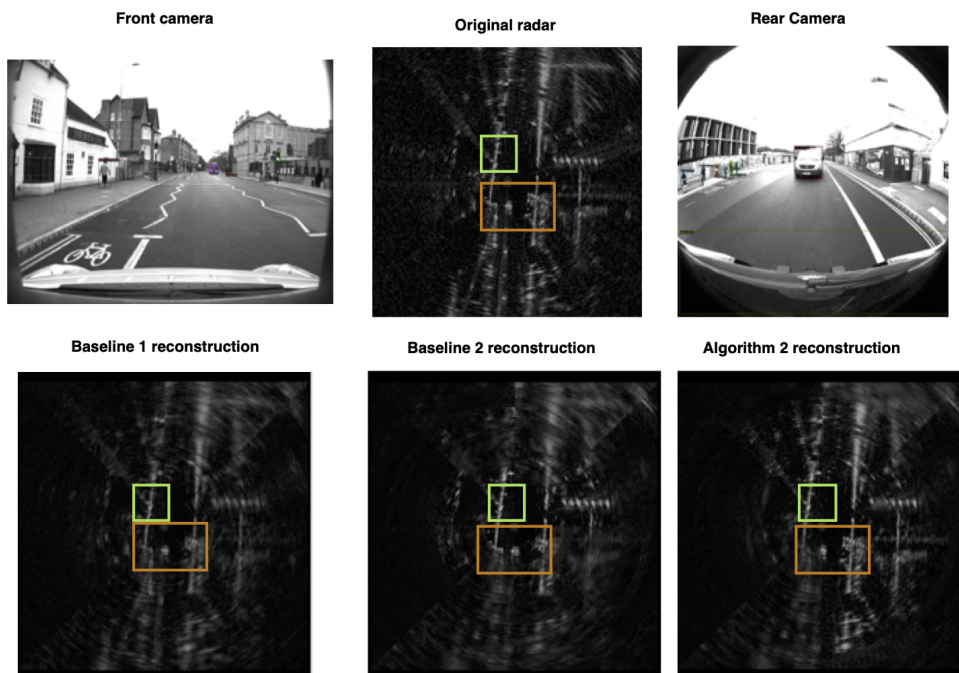 Front camera
Original radar
Rear Camera
Baseline 1 reconstruction
Baseline 2 reconstruction
Algorithm 2 reconstruction